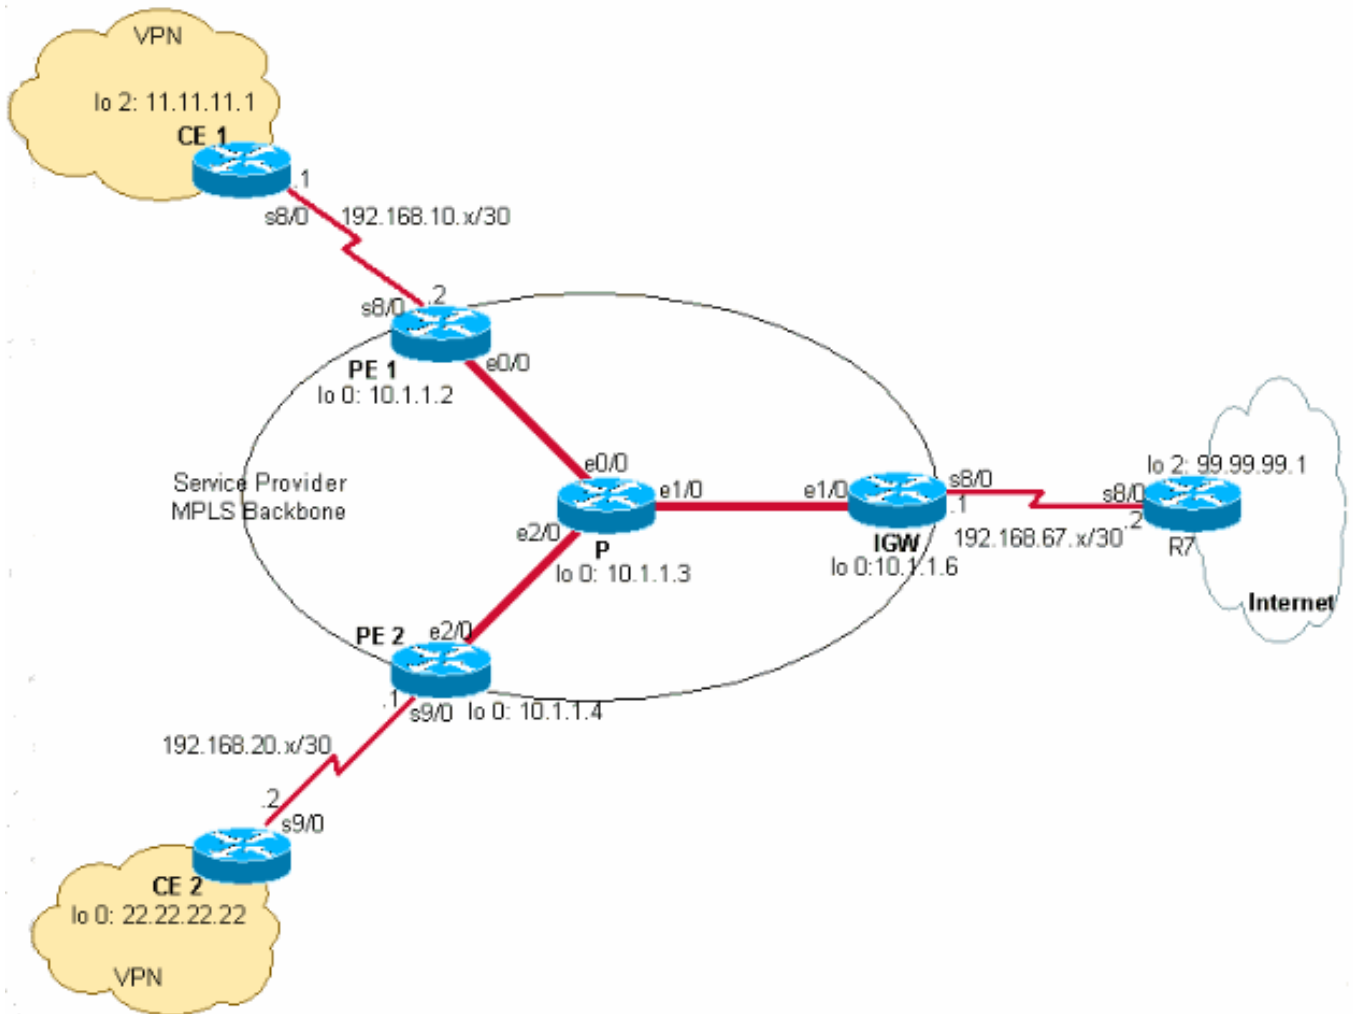 VPN
lo 2: 11.11.11.1
CE 1
.1
s8/0
192.168.10.x/30
.2
s8/0
PE 1
e0/0
lo 0: 10.1.1.2
e0/0
Service Provider
MPLS Backbone
e1/0
e1/0
s8/0
.1
lo 2: 99.99.99.1
s8/0
.2
e2/0
P
IGW
192.168.67.x/30
R7
lo 0: 10.1.1.3
lo 0:10.1.1.6
Internet
PE 2
e2/0
.1
s9/0
lo 0: 10.1.1.4
192.168.20.x/30
.2
s9/0
CE 2
lo 0: 22.22.22.22
VPN